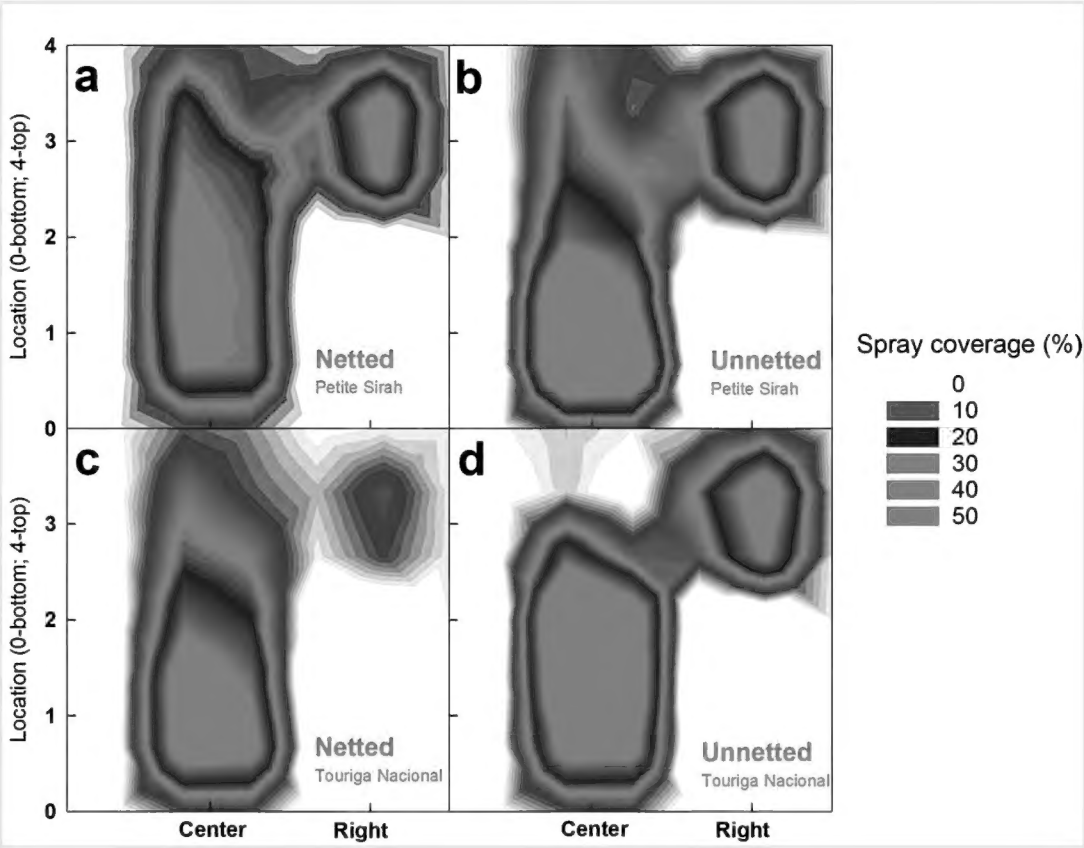 a
b
Location (0-bottom; 4-top)
4
3
2
1
0
Netted
Petite Sirah
Unnetted
Petite Sirah
Spray coverage (%)
0
10
20
30
40
50
c
d
Location (0-bottom; 4-top)
4
3
2
1
0
Netted
Touriga Nacional
Unnetted
Touriga Nacional
Center
Right
Center
Right